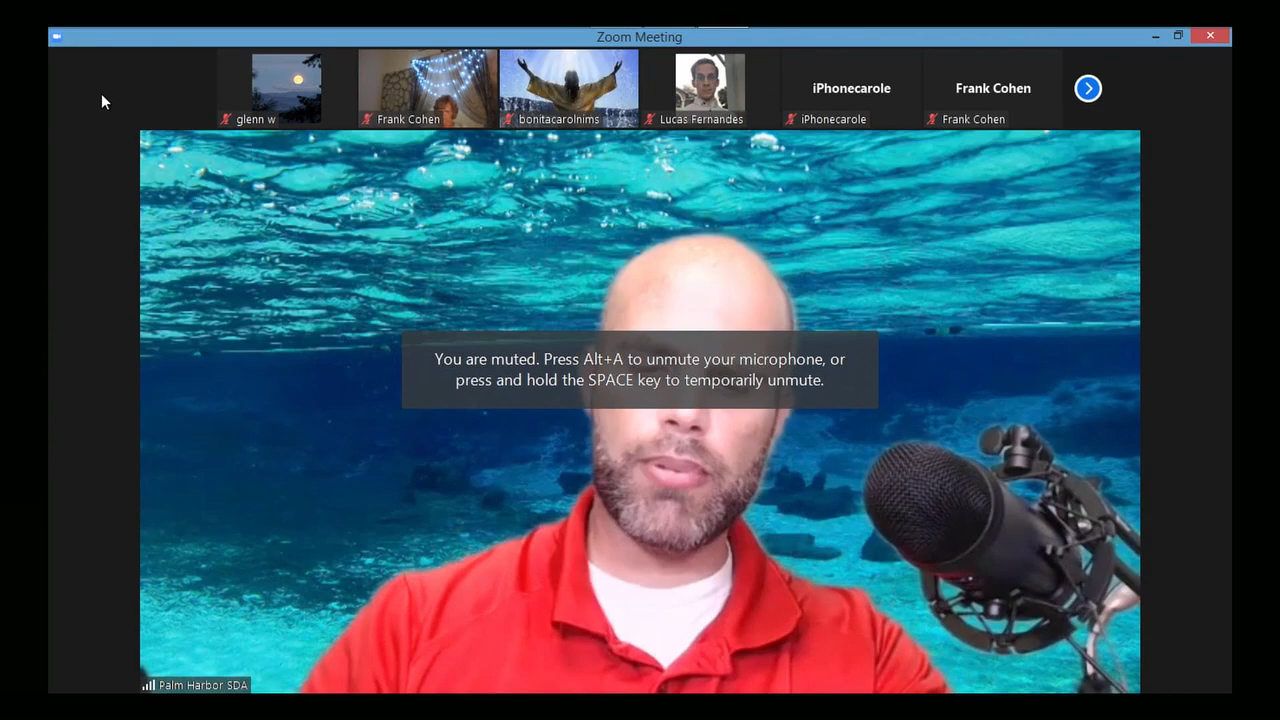 Zoom Meeting
iPhonecarole
Frank Cohen
glenn w
Frank Cohen
bonitacarolnims
Lucas Fernandes
iPhonecarole
Frank Cohen
You are muted. Press Alt+A to unmute your microphone, or
press and hold the SPACE key to temporarily unmute.
Palm Harbor SDA